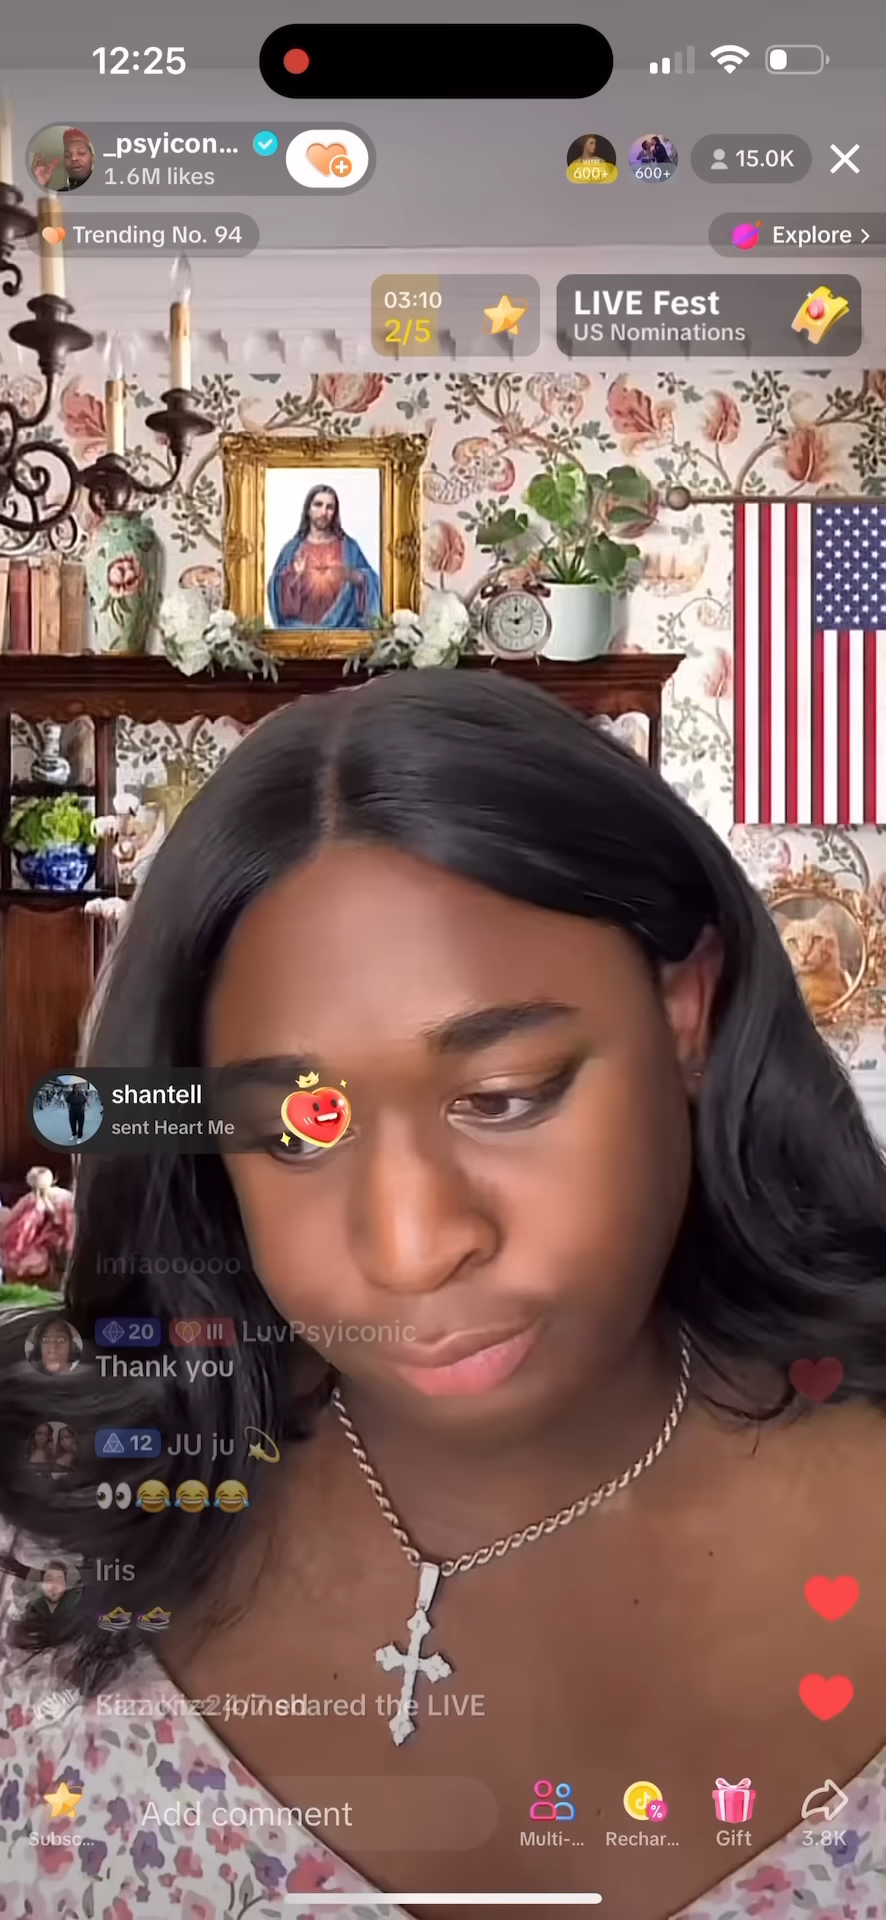 12:25
_psyicon...
1.6M likes
600+
600+
15.0K
Trending No. 94
Explore >
03:10
2/5
LIVE Fest
US Nominations
shantell
sent Heart Me
lmfaooooo
20 III LuvPsyiconic
Thank you
12 JU ju 💫
👀😂😂😂
Iris
shared the LIVE
Add comment
Subsc...
Multi-...
Rechar...
Gift
3.8K